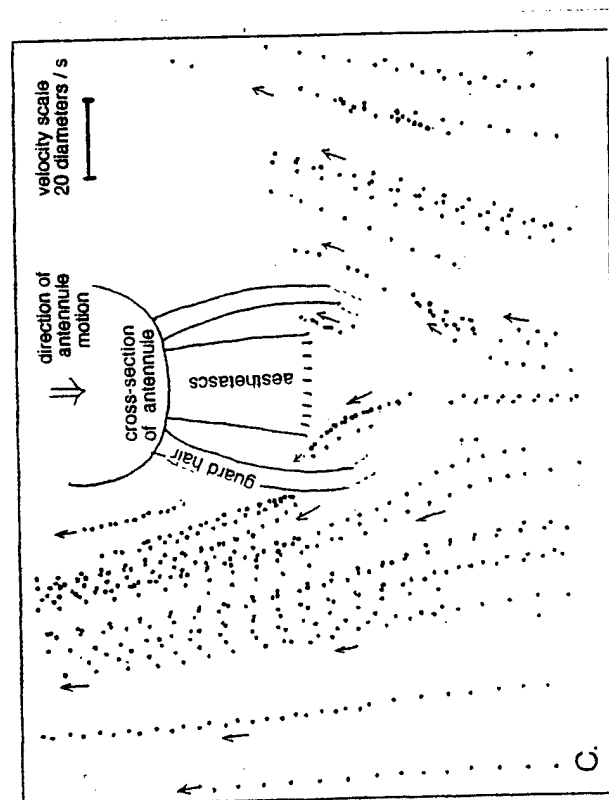 velocity scale
20 diameters / s
direction of
antennule
motion
cross-section
of antennule
aesthetascs
guard hair
C.